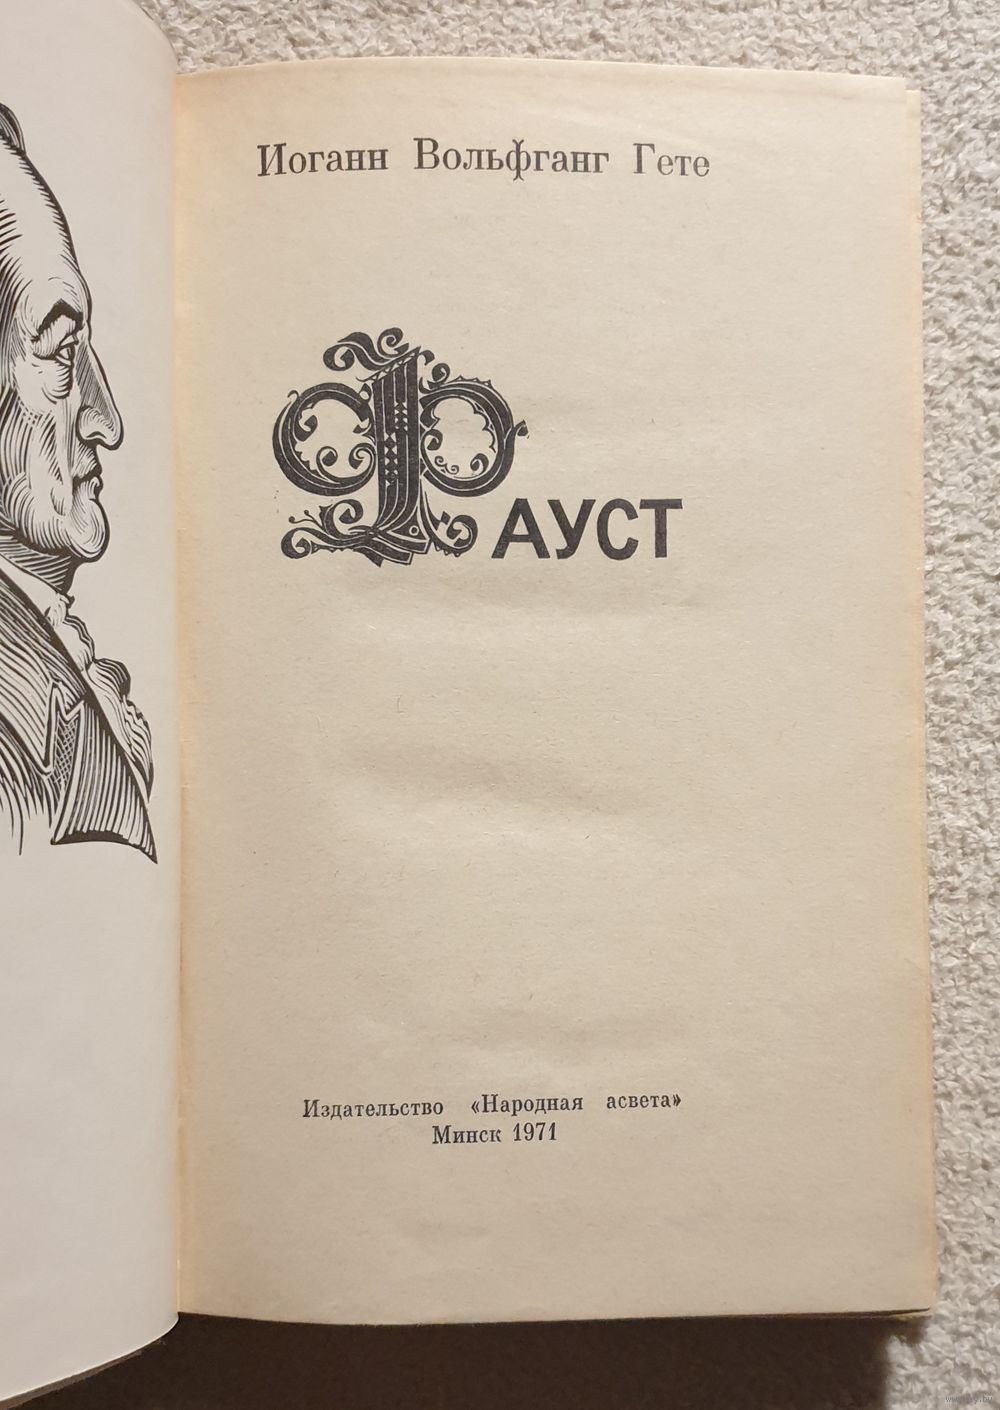 Иоганн Вольфганг Гете
ФАУСТ
Издательство «Народная асвета»
Минск 1971